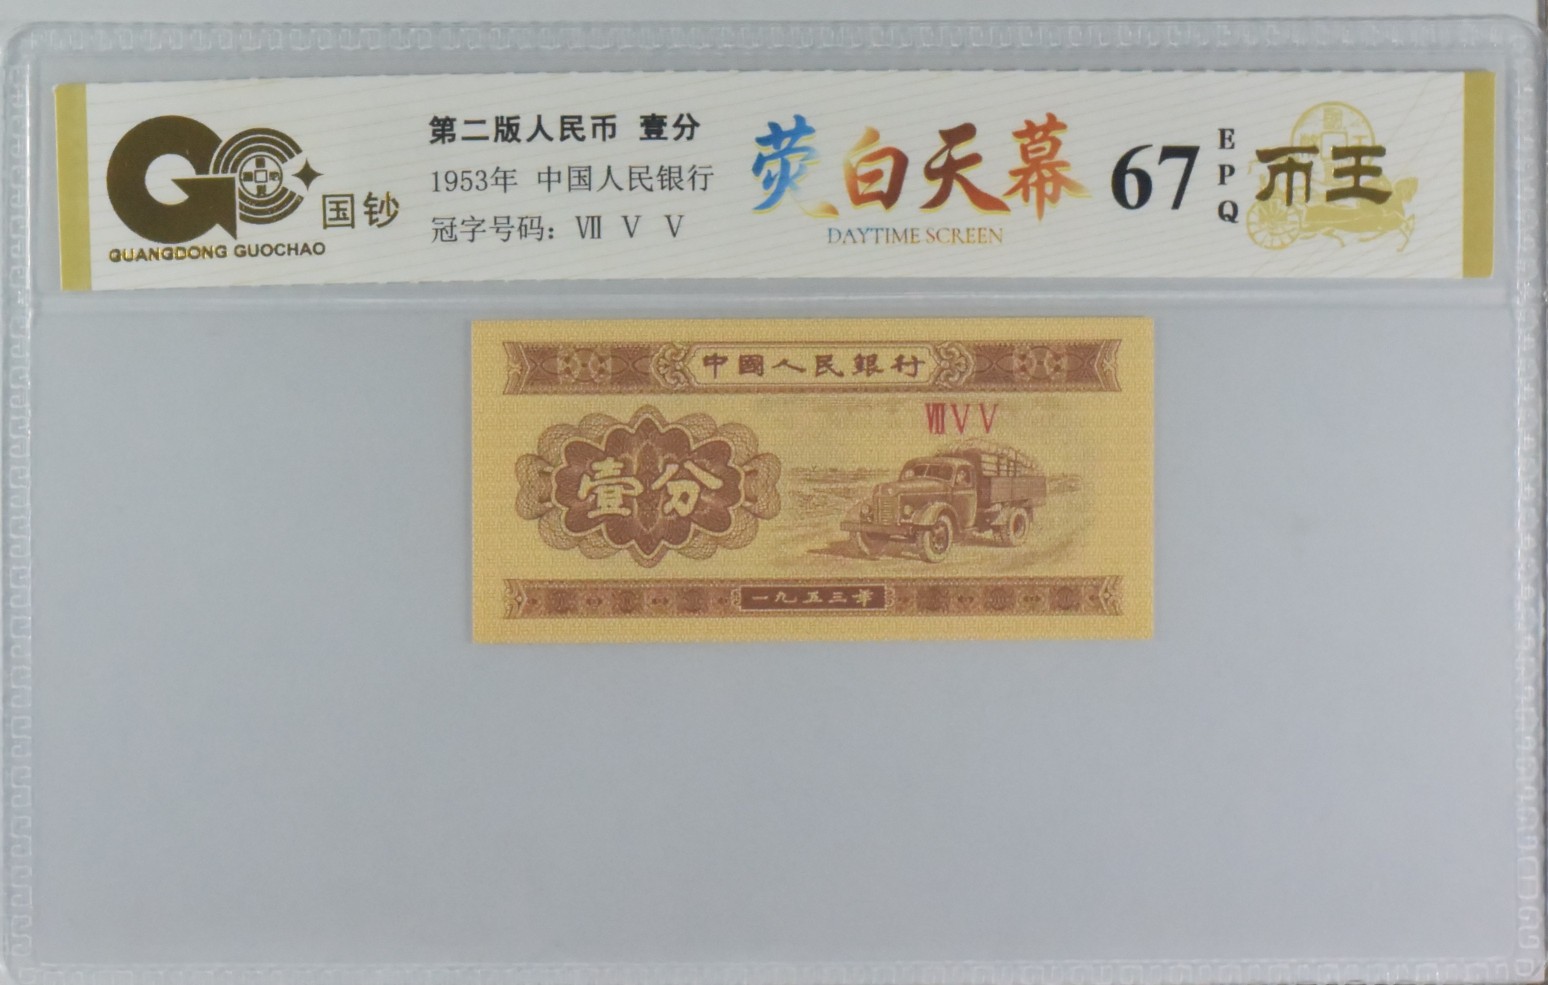 国钞
GUANGDONG GUOCHAO
第二版人民币 壹分
1953年 中国人民银行
冠字号码：Ⅶ Ⅴ Ⅴ
荧白天幕
DAYTIME SCREEN
67
EPQ
币王
中國人民銀行
ⅦⅤⅤ
壹分
一九五三年